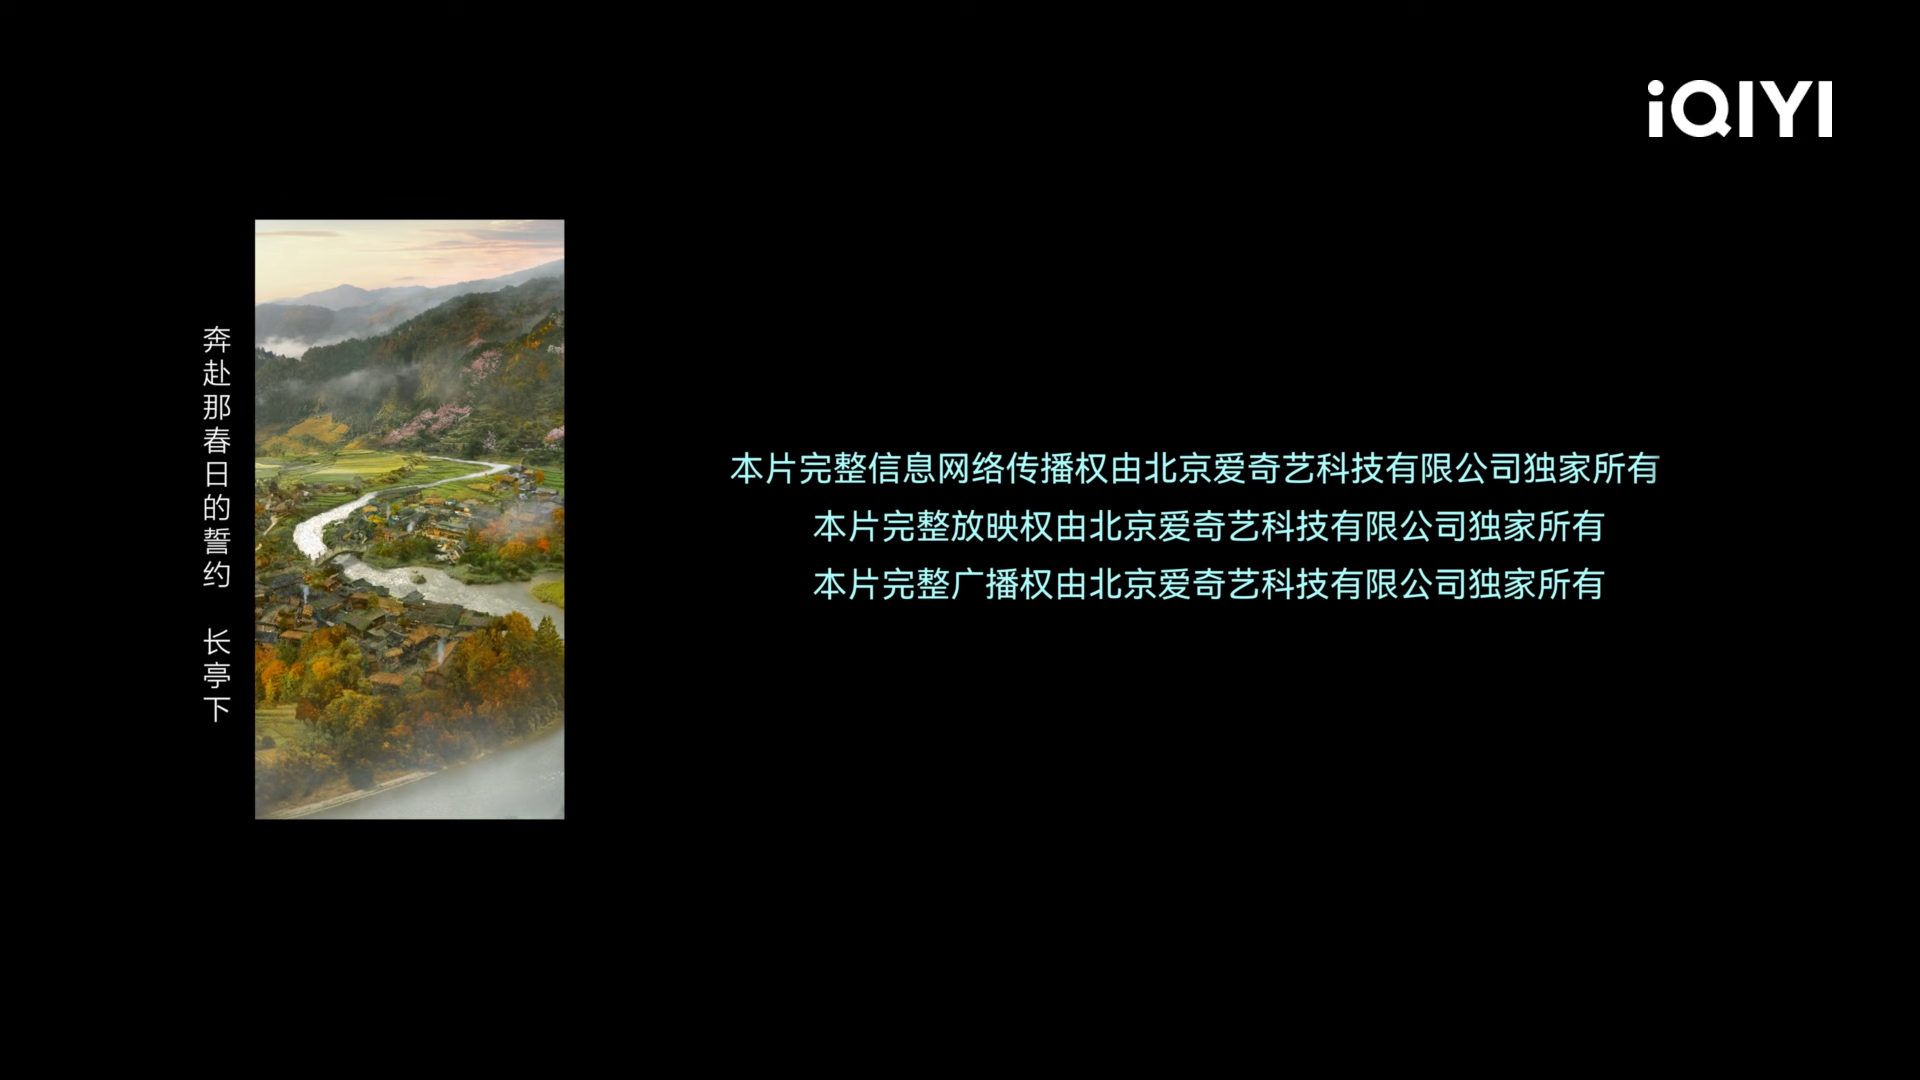 iQIYI
奔赴那春日的誓约 长亭下
本片完整信息网络传播权由北京爱奇艺科技有限公司独家所有
本片完整放映权由北京爱奇艺科技有限公司独家所有
本片完整广播权由北京爱奇艺科技有限公司独家所有